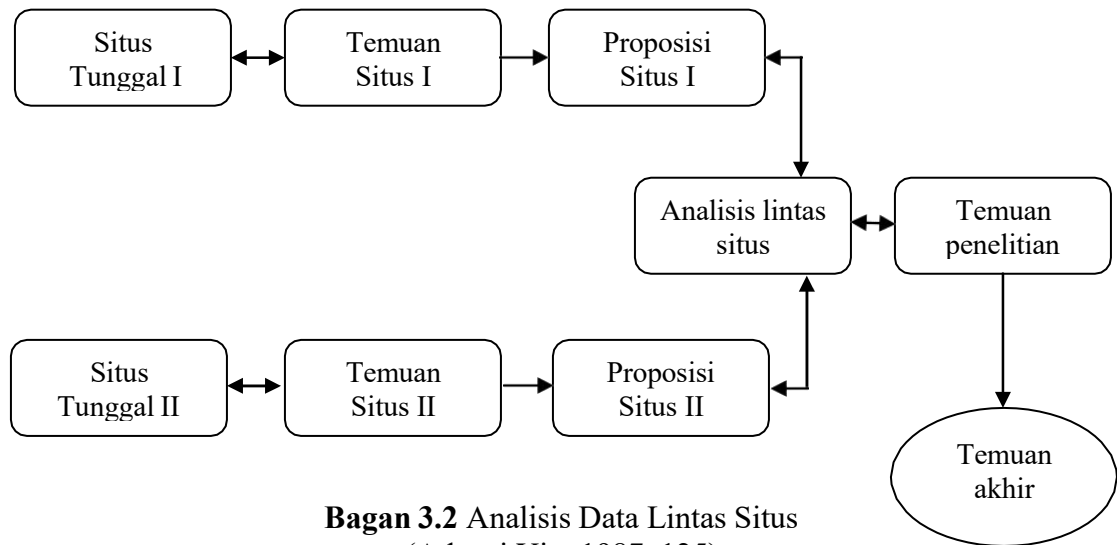 Situs
Tunggal I
Temuan
Situs I
Proposisi
Situs I
Analisis lintas
situs
Temuan
penelitian
Situs
Tunggal II
Temuan
Situs II
Proposisi
Situs II
Temuan
akhir
Bagan 3.2 Analisis Data Lintas Situs